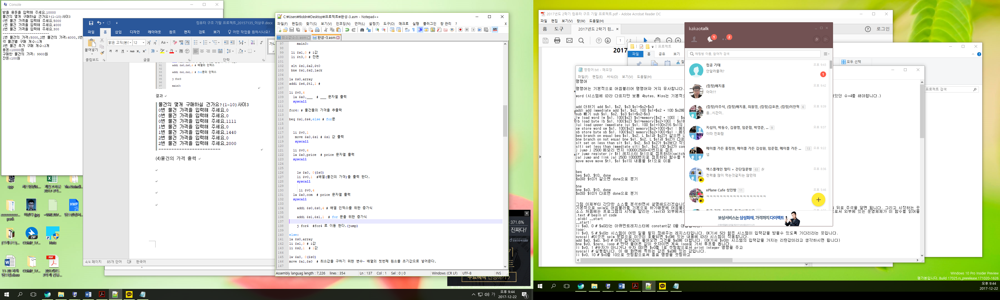 Console
받을 용돈을 입력해 주세요.10000
물건의 몇개 구매하실 건가요?(1~10)사이3
0번 물건 가격을 입력해 주세요.5000
1번 물건 가격을 입력해 주세요.4000
2번 물건 가격을 입력해 주세요.300
1번 물건의 가격:5000,2번 물건의 가격:4000,3번
각 물건별 구매 개수:1개
3번 물건 추가 구매 개수:2개
용돈:10000원
구매한 물건의 가격: 9900원
잔돈:100원
컴퓨터 구조 기말 프로젝트_20157135_이상우.docx
파일 홈 삽입 디자인 레이아웃 참조 편지 검토 보기 어떤 작업을 원하시나요?
붙여넣기
맑은 고딕(본문 12
클립보드 글꼴 단락
91 addi $s0,$s0,4 # 배열의 인덱스
92
93 addi $s1,$s1,1 # for문의 인덱스
94
95 j for3
96
97 main3:
결과
물건의 몇개 구매하실 건가요?(1~10)사이3
0번 물건 가격을 입력해 주세요.0
0번 물건 가격을 입력해 주세요.0
0번 물건 가격을 입력해 주세요.1111
1번 물건 가격을 입력해 주세요.0
1번 물건 가격을 입력해 주세요.1440
2번 물건 가격을 입력해 주세요.0
2번 물건 가격을 입력해 주세요.2000
(4)물건의 가격 출력
4/4 페이지 85개 단어 한국어
C:₩Users₩tkddn₩Desktop₩프로젝트₩완성-3.asm - Notepad++
파일(F) 편집(E) 찾기(S) 보기(V) 인코딩(N) 언어(L) 설정(T) 도구(O) 매크로 실행 플러그인 창 관리 ? X
최소값소스.asm 완성-3.asm
97 main3:
98
99 li $s1,0 # i값
100 li $t3,0 # 잔돈
101
102 slt $s1,$a2,$t0
103 bne $s1,$s2,lack
104
105 la $s0,array
106 addi $s4,$t1,1 #
107
108 li $v0,4
109 la $a0,___ # ___ 문자열 출력
110 syscall
111
112 for4: # 물건들의 가격을 추출력
113
114 beq $s1,$s4,else # for문
115
116
117 li $v0,1
118 move $a0,$s1 # $s1 값 출력
119 syscall
120
121 li $v0,4
122 la $a0,price # price 문자열 출력
123 syscall
124
125
126 lw $a0, 0($s0)
127 li $v0,1 #배열(물건의 가격)을 출력 한다.
128 syscall
129
130 li $v0,4
131 la $a0,com # price 문자열 출력
132 syscall
133
134 addi $s0,$s0,4 # 배열 인덱스를 위한 증가식
135
136 addi $s1,$s1,1 # for 문을 위한 증가식
137
138 j for4 #for4 로 이동 한다.(jump)
139
140 else:
141 la $s0,array
142 li $s1,0 # i값
143 li $s2,1 # 1값
144
145 lw $a0, 0($s0)
146 move $a1,$a0 # 최소값을 구하기 위한 변수- 배열의 첫번째 원소를 초기값으로 넣어준다.
147
Assembly languag length : 7,226 lines : 354 Ln : 137 Col : 1 Sel : 0 | 0 Windows (CR LF) UTF-8 INS
371.6%
진짜다!
app
pack
이진우.jpg
Fixts
11-28 자바
멘토링.docx
오후 9:44
2017-12-22
2017년도 2학기 컴퓨터 구조 기말 프로젝트.pdf - Adobe Acrobat Reader DC
파일 편집 보기(V) 창(W) 도움말(H)
홈 도구 2017년도 2학기 컴... × 로그인
1 / 2
2017
프로젝트
파일 홈 공유 보기
모두 선택
프로젝트 검색
명령어.txt - 메모장
파일(F) 편집(E) 서식(O) 보기(V) 도움말(H)
명령어
명령어는 기본적으로 어셈블리어 명령어와 거의 유사합니다.
word (시스템에 따라 다르지만 보통 4bytes, Mips는 기본적으
있던 수+4를 해야합니다.)
add 더하기 add $s1, $s2, $s3 $s1=$s2+$s3
addi add immediate add $s1, $s2, 100 $s1=$s2 + 100 $s2에
sub 빼기 sub $s1, $s2, $s3 $s1=$s2-$s3
lw load word lw $s1, 100($s2) $s1=memory[$s2 + 100] : $s
lb load byte lb $s1, 100($s2) $s1=memory[$s2+100] : $s1에
lui load upper immediate lui $s1, 100 $s1=100*216 $s1의
sw store word sw $s1, 100($s2) memory[$s2+100]=$s1 : 메모
sb store byte sb $s1, 100($s2) memory[$s2+100]=$s1 : 메모
beq branch on equal beq $s1, $s2, L $s1과 $s2가 같으면 L
bne branch on not equal bne $s1, $s2, L $s1과 $s2가 다르
slt set on less than slt $s1, $s2, $s3 $s2가 $s3보다 작으
slti set on less than immediate slti $s1, $s2,100 $s2가 con
j jump j 2500 메모리 번지 10000(2500*4)번지로 점프
jr jump register jr $t1 레지스터 $t1으로 점프하라(switch
jal jump and link jal 2500 10000번지로 점프하되 함수를
move move move $t1, $s1 $s1의 내용을 $t1으로 이동
beq
beq $s0, $t0, done
$s0와 $t0가 같으면 done으로 분기
bne
bne $s0, $t0, done
$s0와 $t0가 다르면 done으로 분기
그럼 이제부터 간단한 소스를 분석하면서 설명해드리겠습니
기본적으로 spim도 어셈블러를 기본으로 하기때문에 어셈블리
뒤로 주석을 달면 됩니다. 그리고 시작하는 곳
소스 처음에는 프로그램의 시작을 알리는 .text와 외부에서
으로서 외부에 있는 운영체제가 이 함수를 읽어를
.text # begin of code
.globl __start
__start:
li $a0, 0 # $a0라는 아큐먼트레지스터에 constant값 0을 대입합니다.
loop:
li $v0, 5 # $v0는 시스템이 어떤 일을 할지 정해주는 레지스터입니다. 여기서 5라 함은 시스템이 입력값을 받을수 있도록 기다리라는 뜻입니다.
syscall #이것은 spim 문법으로 이것이 호출되면 $v0에 있는 내용에 따라 시스템이 작동합니다.
add $a0, $a0, $v0 # 어떤 입력값이 들어오면 그것을 $a0에 더합니다. (여기서 $v0는 시스템의 입력값을 가지는 리턴값이라고 생각하시면 됩니다)
bne $v0, $zero, loop # 만약 들어온 값이 숫자이면 계속 loop로 가서 루프를 돕니다.
li $v0, 1 #숫자가 아니거나 숫자 0이면 $v0를 1로 셋팅함으로서 print integer 명령을 주고
syscall # 실행합니다. 이 때 화면에 찍히는 값은 $a0에 있는 값입니다.
li $v0, 10 # $v0를 10으로 셋팅함으로써 종료 명령을 셋팅하고
kakaotalk
1 2
채팅방 이름, 참여자 검색
컴공 기태 오후 9:43
안알려줄꺼? 1
(컴정)배지홍 오후 9:42
아마??
(컴정)이주석, (컴정)배지홍, 최원영, (컴정)김호관, (컴정)이찬혁 6 오후 9:39
음...시간이..
지섭이, 박동수, 김광명, 임준협, 박영준, ... 9 오후 9:37
이따 전화함
메이플 가든 홍정현, 메이플 가든 김성원, 임준협, 메이플 가든 ... 13 오후 9:22
넵
엑스플레인 멀티 + 간단질문방 63 오후 8:36
전력을 많이 먹는것같지는 않던데
xPlane Cafe 성인방 11 오후 5:46
ㅋㅋㅋㅋㅋㅋㅋㅋㅋㅋㅋㅋㅋㅋㅋㅋㅋㅋ
보상서비스는 삼성화재, 가격까지 다이렉트
Windows 10 Pro Insider Preview
평가본입니다. Build 17025.rs_prerelease.171020-1626
오후 9:44
2017-12-22